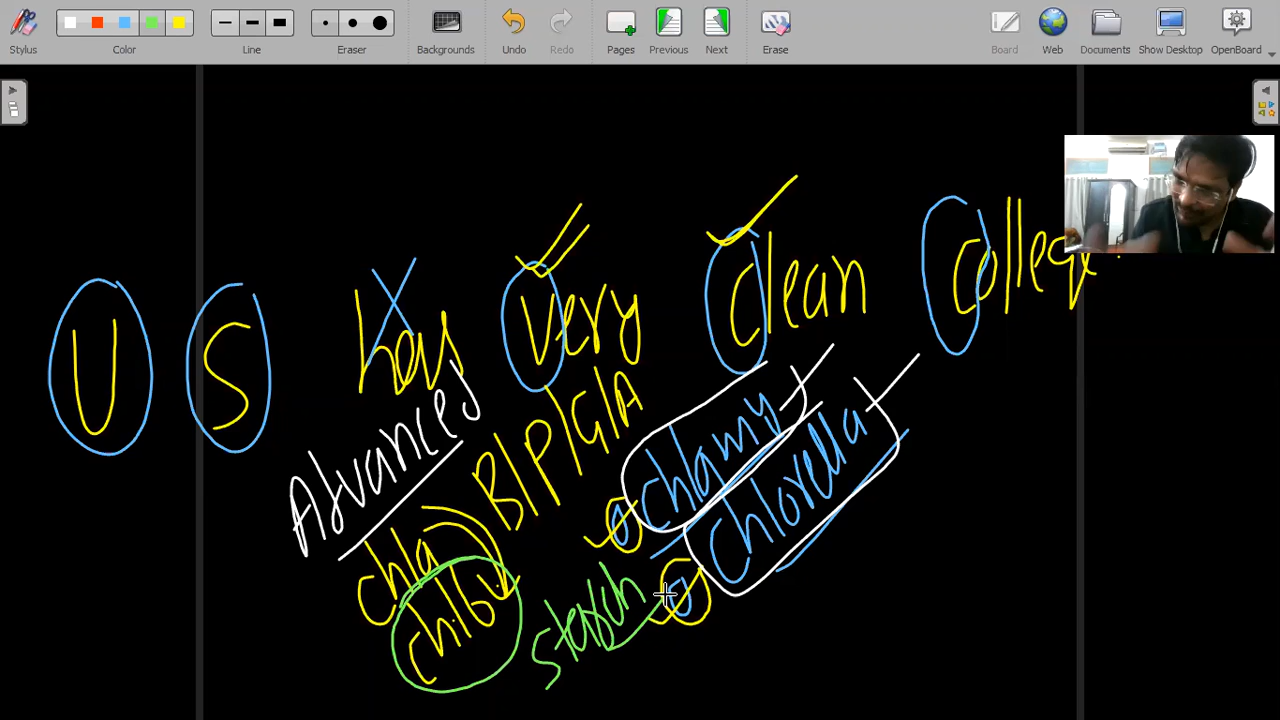 Stylus Color Line Eraser Backgrounds Undo Redo Pages Previous Next Erase Board Web Documents Show Desktop OpenBoard
U S has Very Clean College
Advanced
B/P/G/A
chlamy
chlorella
chla
chlb
starch